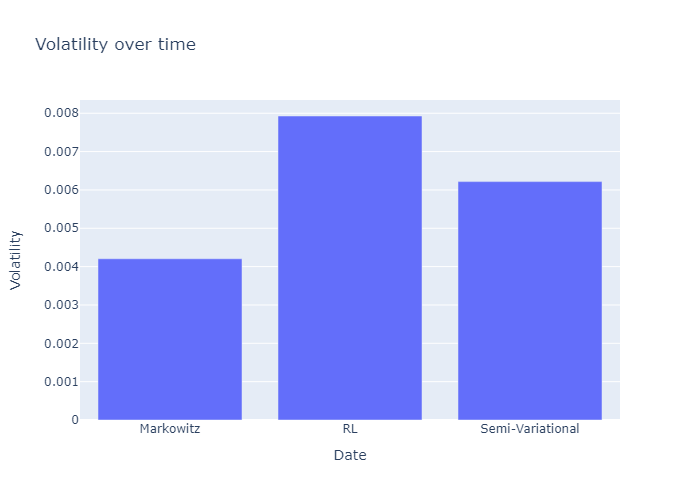 Volatility over time
Volatility
0.008
0.007
0.006
0.005
0.004
0.003
0.002
0.001
0
Markowitz
RL
Semi-Variational
Date